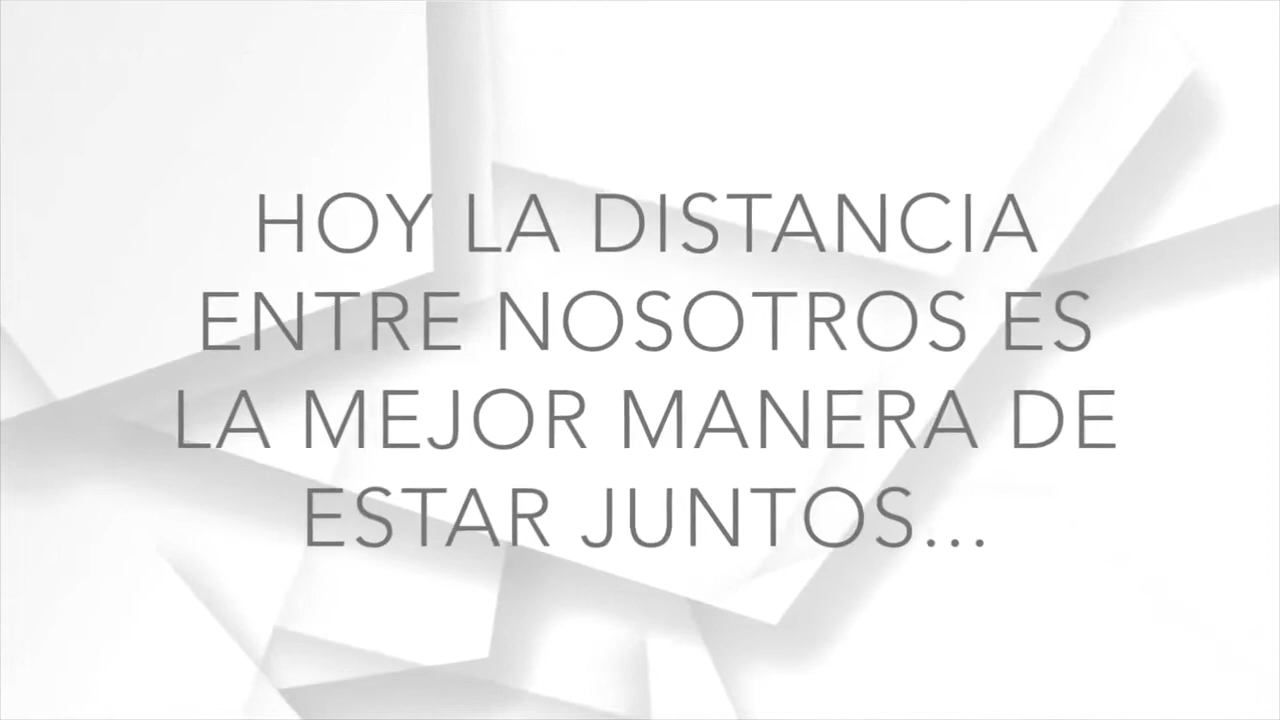 HOY LA DISTANCIA
ENTRE NOSOTROS ES
LA MEJOR MANERA DE
ESTAR JUNTOS...